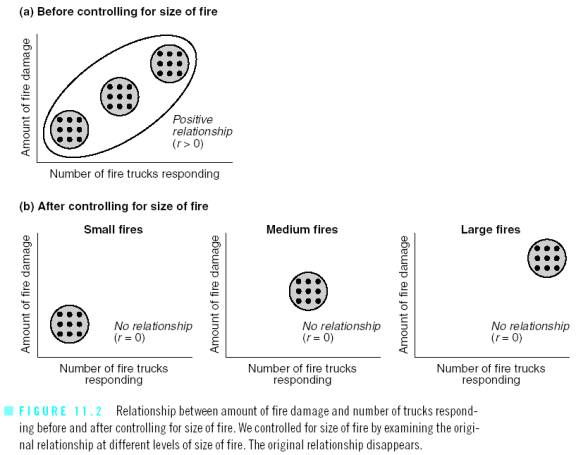 (a) Before controlling for size of fire
Amount of fire damage
Positive
relationship
(r > 0)
Number of fire trucks responding
(b) After controlling for size of fire
Small fires
Amount of fire damage
No relationship
(r = 0)
Number of fire trucks
responding
Medium fires
Amount of fire damage
No relationship
(r = 0)
Number of fire trucks
responding
Large fires
Amount of fire damage
No relationship
(r = 0)
Number of fire trucks
responding
FIGURE 11.2 Relationship between amount of fire damage and number of trucks respond-
ing before and after controlling for size of fire. We controlled for size of fire by examining the origi-
nal relationship at different levels of size of fire. The original relationship disappears.